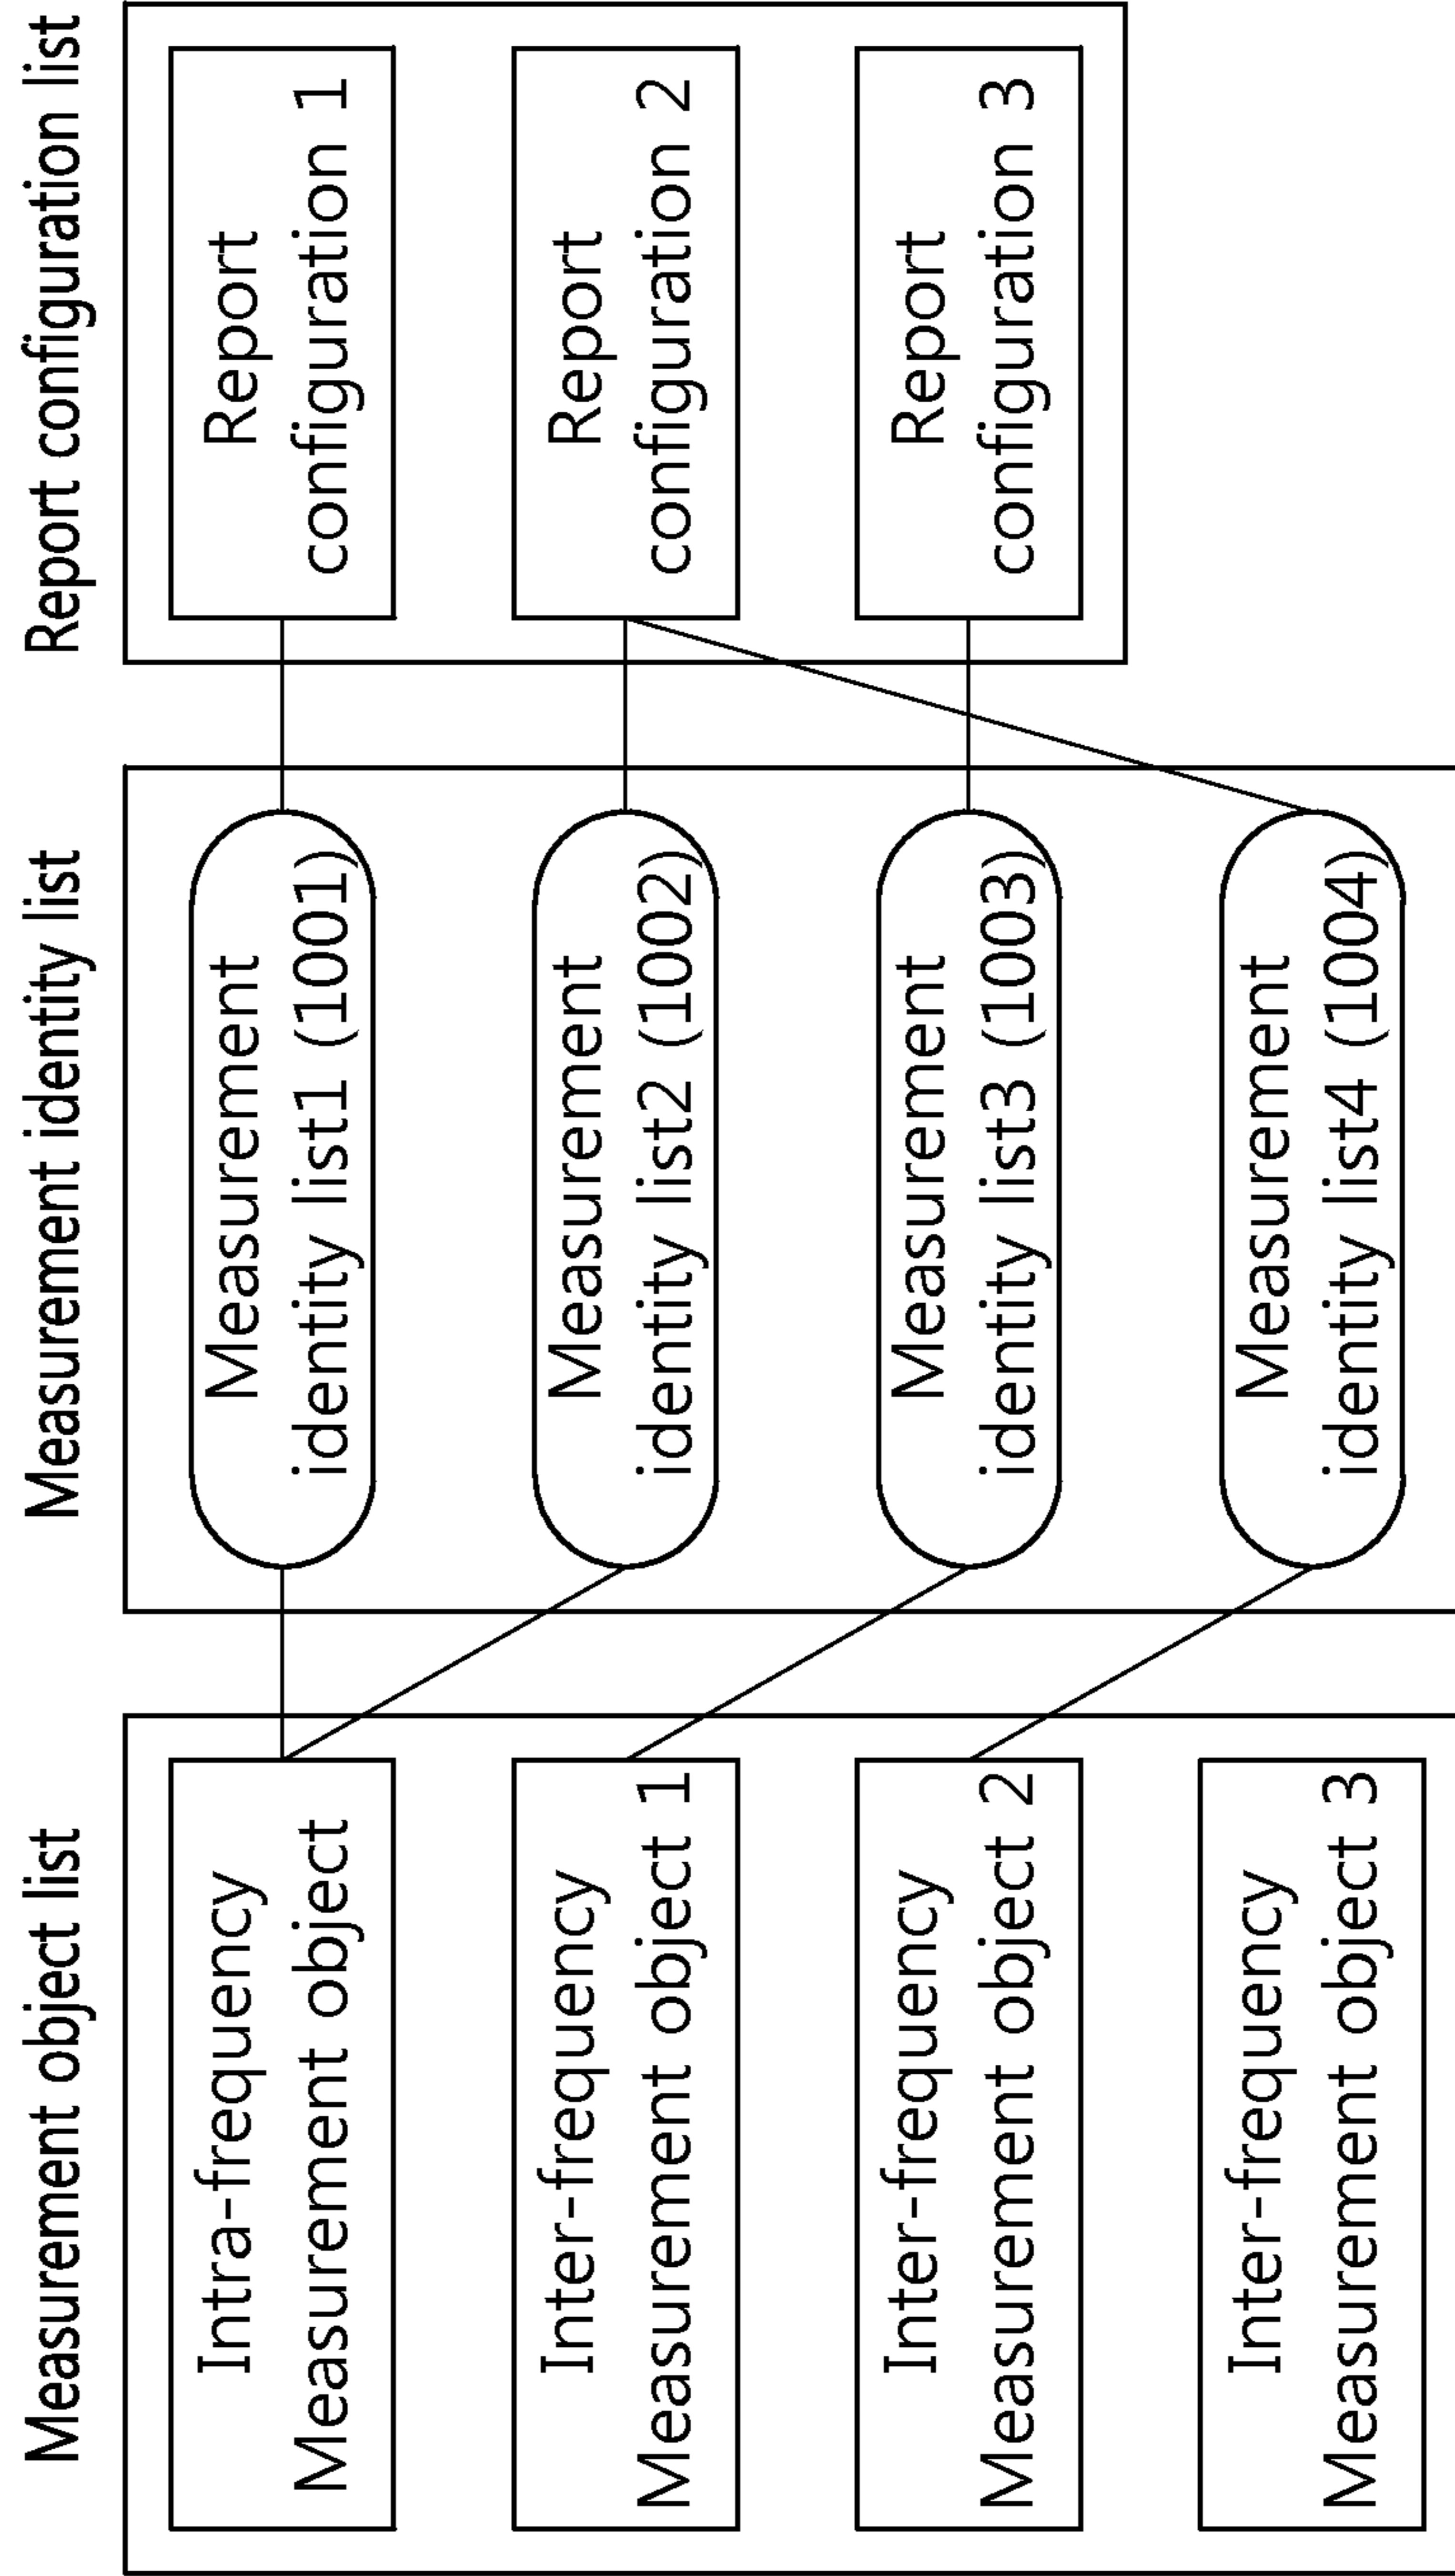 Measurement object list
Intra-frequency
Measurement object
Inter-frequency
Measurement object 1
Inter-frequency
Measurement object 2
Inter-frequency
Measurement object 3
Measurement identity list
Measurement
identity list1 (1001)
Measurement
identity list2 (1002)
Measurement
identity list3 (1003)
Measurement
identity list4 (1004)
Report configuration list
Report
configuration 1
Report
configuration 2
Report
configuration 3